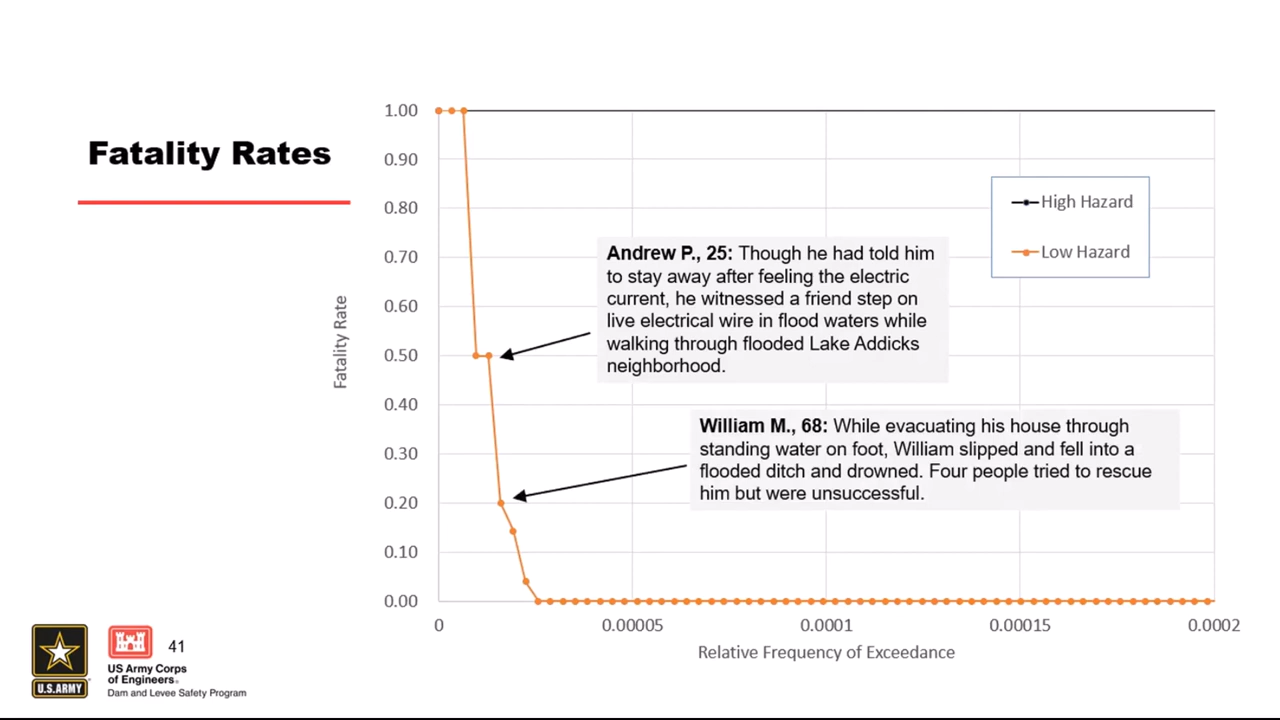 Fatality Rates
1.00
0.90
0.80
0.70
0.60
0.50
0.40
0.30
0.20
0.10
0.00
Fatality Rate
High Hazard
Low Hazard
Andrew P., 25: Though he had told him
to stay away after feeling the electric
current, he witnessed a friend step on
live electrical wire in flood waters while
walking through flooded Lake Addicks
neighborhood.
William M., 68: While evacuating his house through
standing water on foot, William slipped and fell into a
flooded ditch and drowned. Four people tried to rescue
him but were unsuccessful.
0 0.00005 0.0001 0.00015 0.0002
Relative Frequency of Exceedance
U.S.ARMY
41
US Army Corps
of Engineers®
Dam and Levee Safety Program